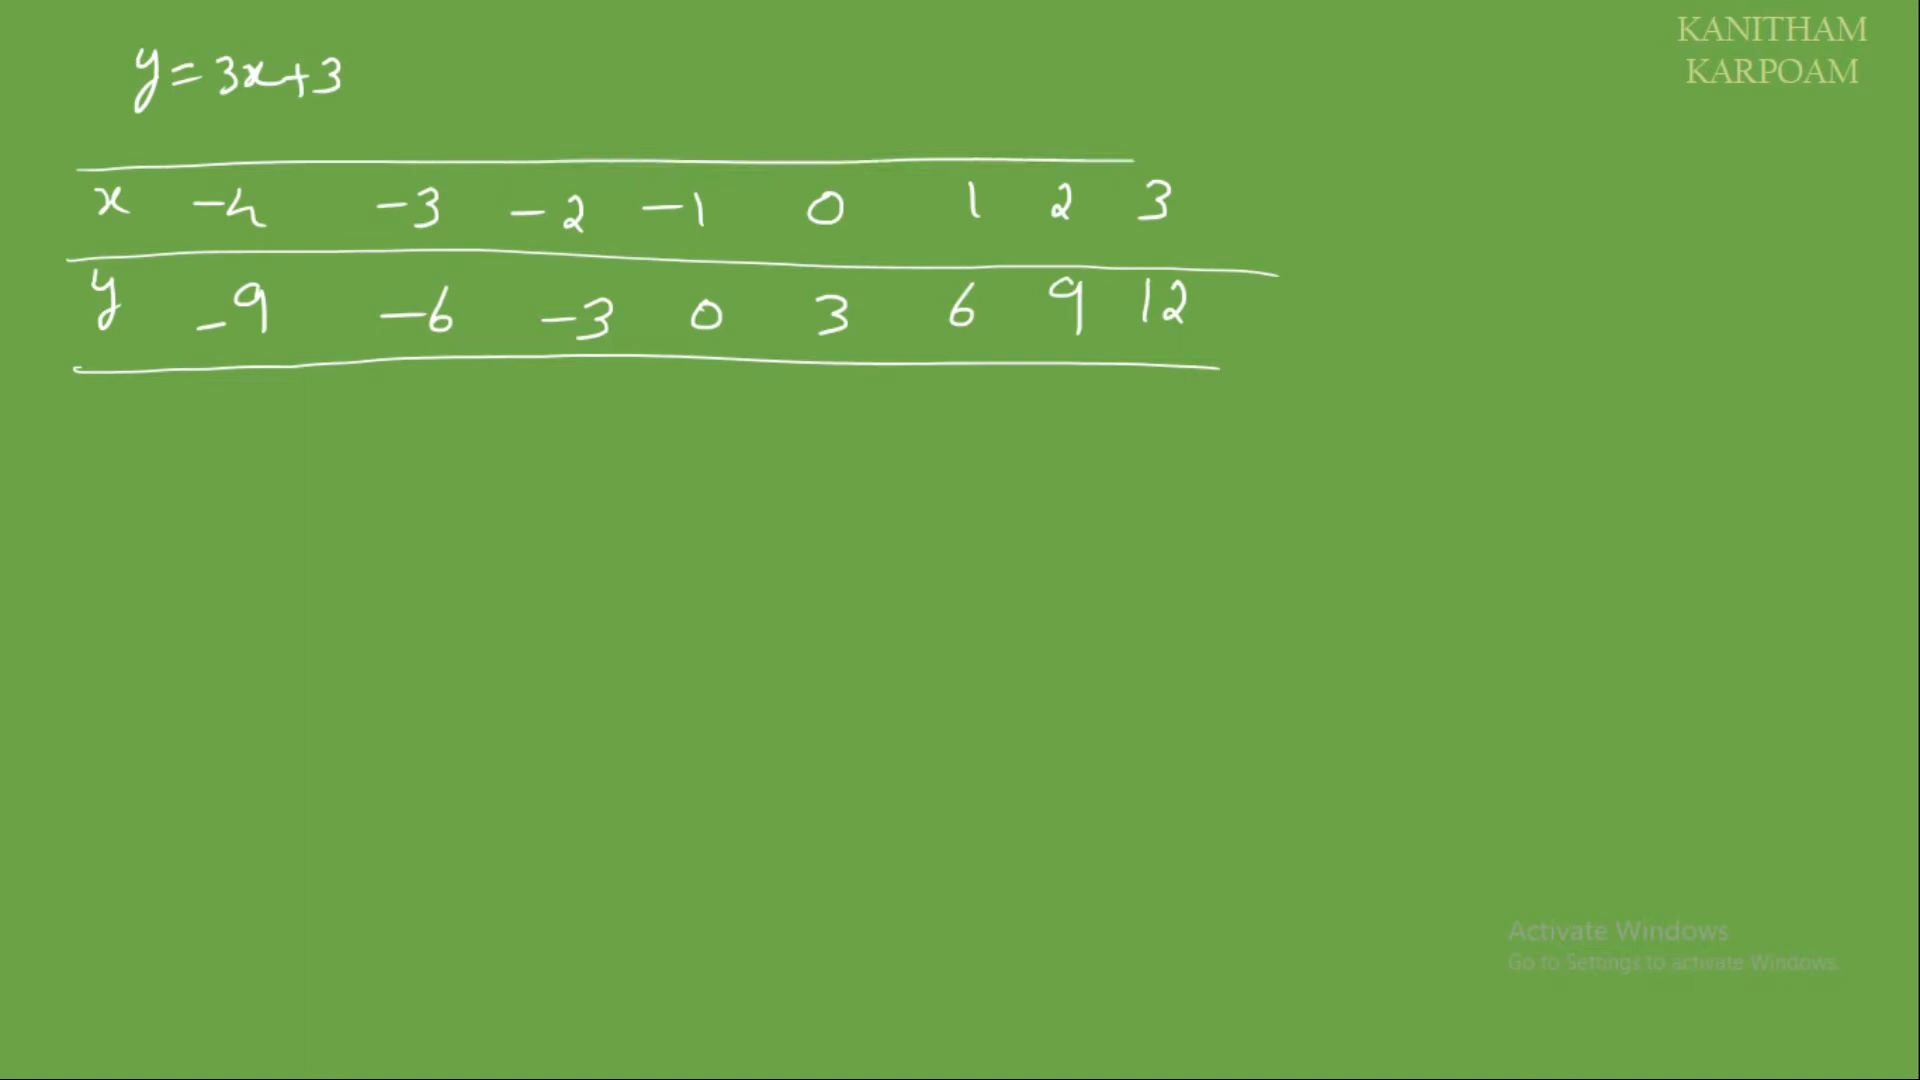 KANITHAM
KARPOAM
y = 3x + 3
x -4 -3 -2 -1 0 1 2 3
y -9 -6 -3 0 3 6 9 12
Activate Windows
Go to Settings to activate Windows.